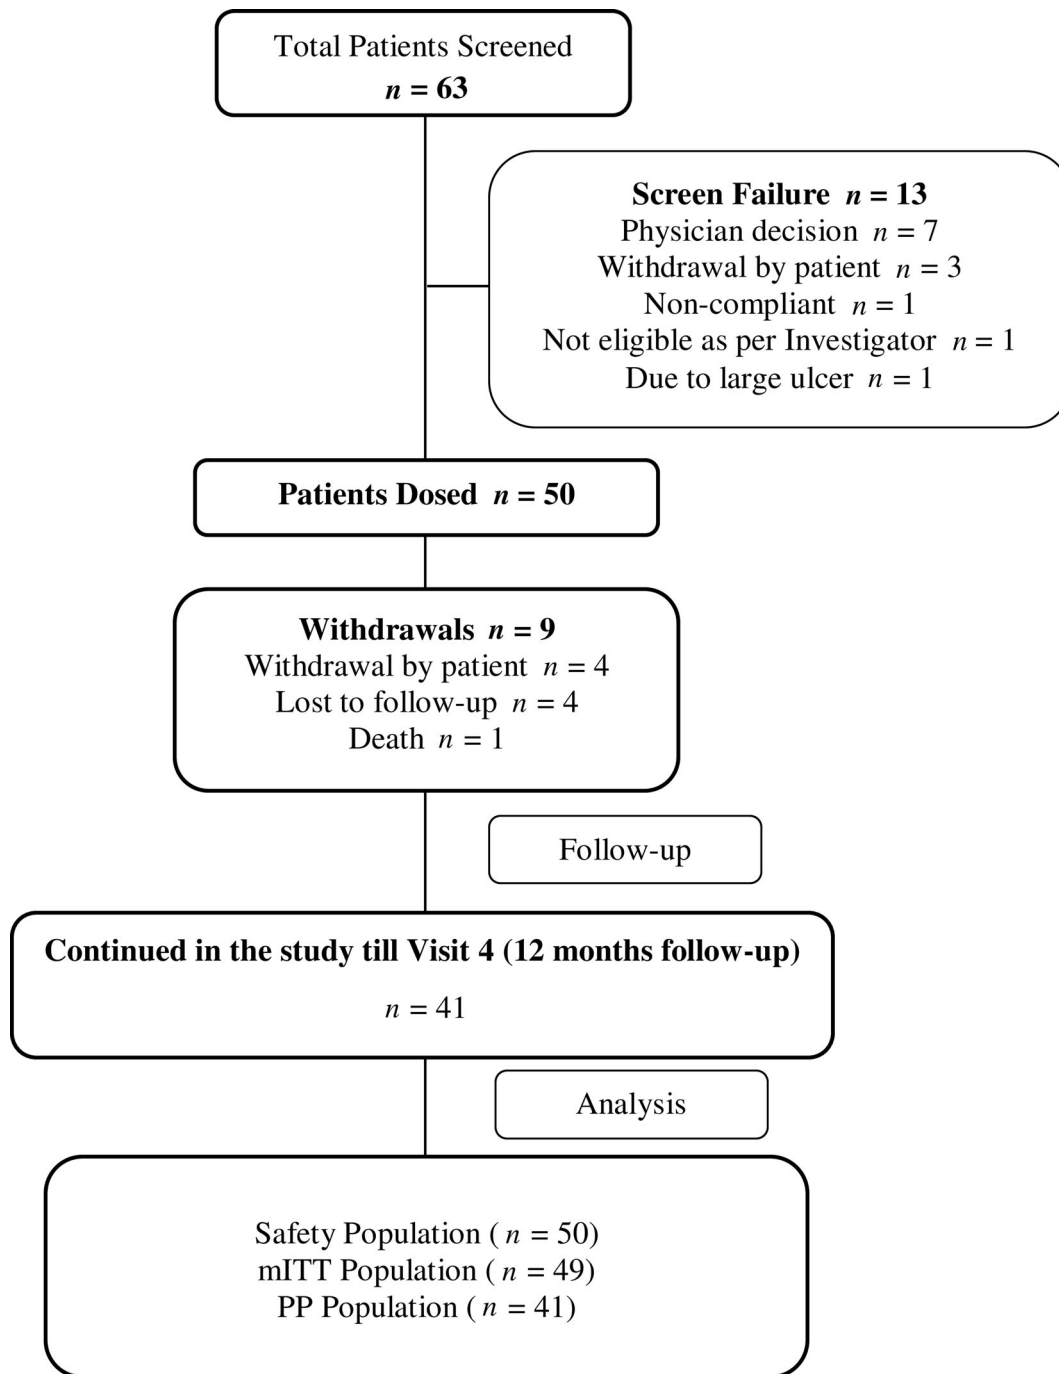 Total Patients Screened
n = 63
Screen Failure n = 13
Physician decision n = 7
Withdrawal by patient n = 3
Non-compliant n = 1
Not eligible as per Investigator n = 1
Due to large ulcer n = 1
Patients Dosed n = 50
Withdrawals n = 9
Withdrawal by patient n = 4
Lost to follow-up n = 4
Death n = 1
Follow-up
Continued in the study till Visit 4 (12 months follow-up)
n = 41
Analysis
Safety Population ( n = 50)
mITT Population ( n = 49)
PP Population ( n = 41)